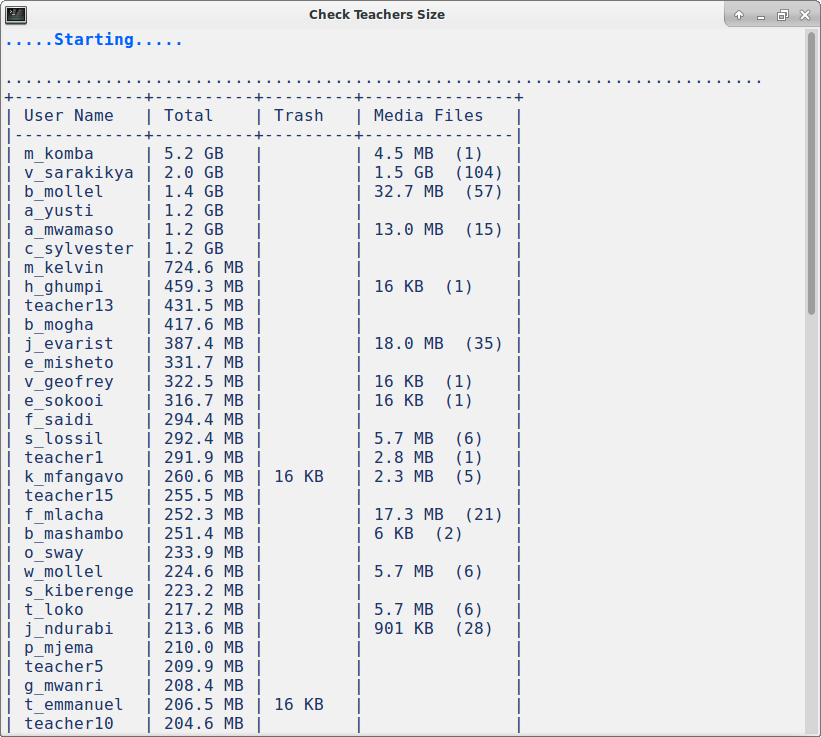 Check Teachers Size
.....Starting.....
............................................................................
+-------------+----------+---------+---------------+
| User Name   | Total    | Trash   | Media Files   |
|-------------+----------+---------+---------------|
| m_komba     | 5.2 GB   |         | 4.5 MB  (1)   |
| v_sarakikya | 2.0 GB   |         | 1.5 GB  (104) |
| b_mollel    | 1.4 GB   |         | 32.7 MB  (57) |
| a_yusti     | 1.2 GB   |         |               |
| a_mwamaso   | 1.2 GB   |         | 13.0 MB  (15) |
| c_sylvester | 1.2 GB   |         |               |
| m_kelvin    | 724.6 MB |         |               |
| h_ghumpi    | 459.3 MB |         | 16 KB  (1)    |
| teacher13   | 431.5 MB |         |               |
| b_mogha     | 417.6 MB |         |               |
| j_evarist   | 387.4 MB |         | 18.0 MB  (35) |
| e_misheto   | 331.7 MB |         |               |
| v_geofrey   | 322.5 MB |         | 16 KB  (1)    |
| e_sokooi    | 316.7 MB |         | 16 KB  (1)    |
| f_saidi     | 294.4 MB |         |               |
| s_lossil    | 292.4 MB |         | 5.7 MB  (6)   |
| teacher1    | 291.9 MB |         | 2.8 MB  (1)   |
| k_mfangavo  | 260.6 MB | 16 KB   | 2.3 MB  (5)   |
| teacher15   | 255.5 MB |         |               |
| f_mlacha    | 252.3 MB |         | 17.3 MB  (21) |
| b_mashambo  | 251.4 MB |         | 6 KB  (2)     |
| o_sway      | 233.9 MB |         |               |
| w_mollel    | 224.6 MB |         | 5.7 MB  (6)   |
| s_kiberenge | 223.2 MB |         |               |
| t_loko      | 217.2 MB |         | 5.7 MB  (6)   |
| j_ndurabi   | 213.6 MB |         | 901 KB  (28)  |
| p_mjema     | 210.0 MB |         |               |
| teacher5    | 209.9 MB |         |               |
| g_mwanri    | 208.4 MB |         |               |
| t_emmanuel  | 206.5 MB | 16 KB   |               |
| teacher10   | 204.6 MB |         |               |